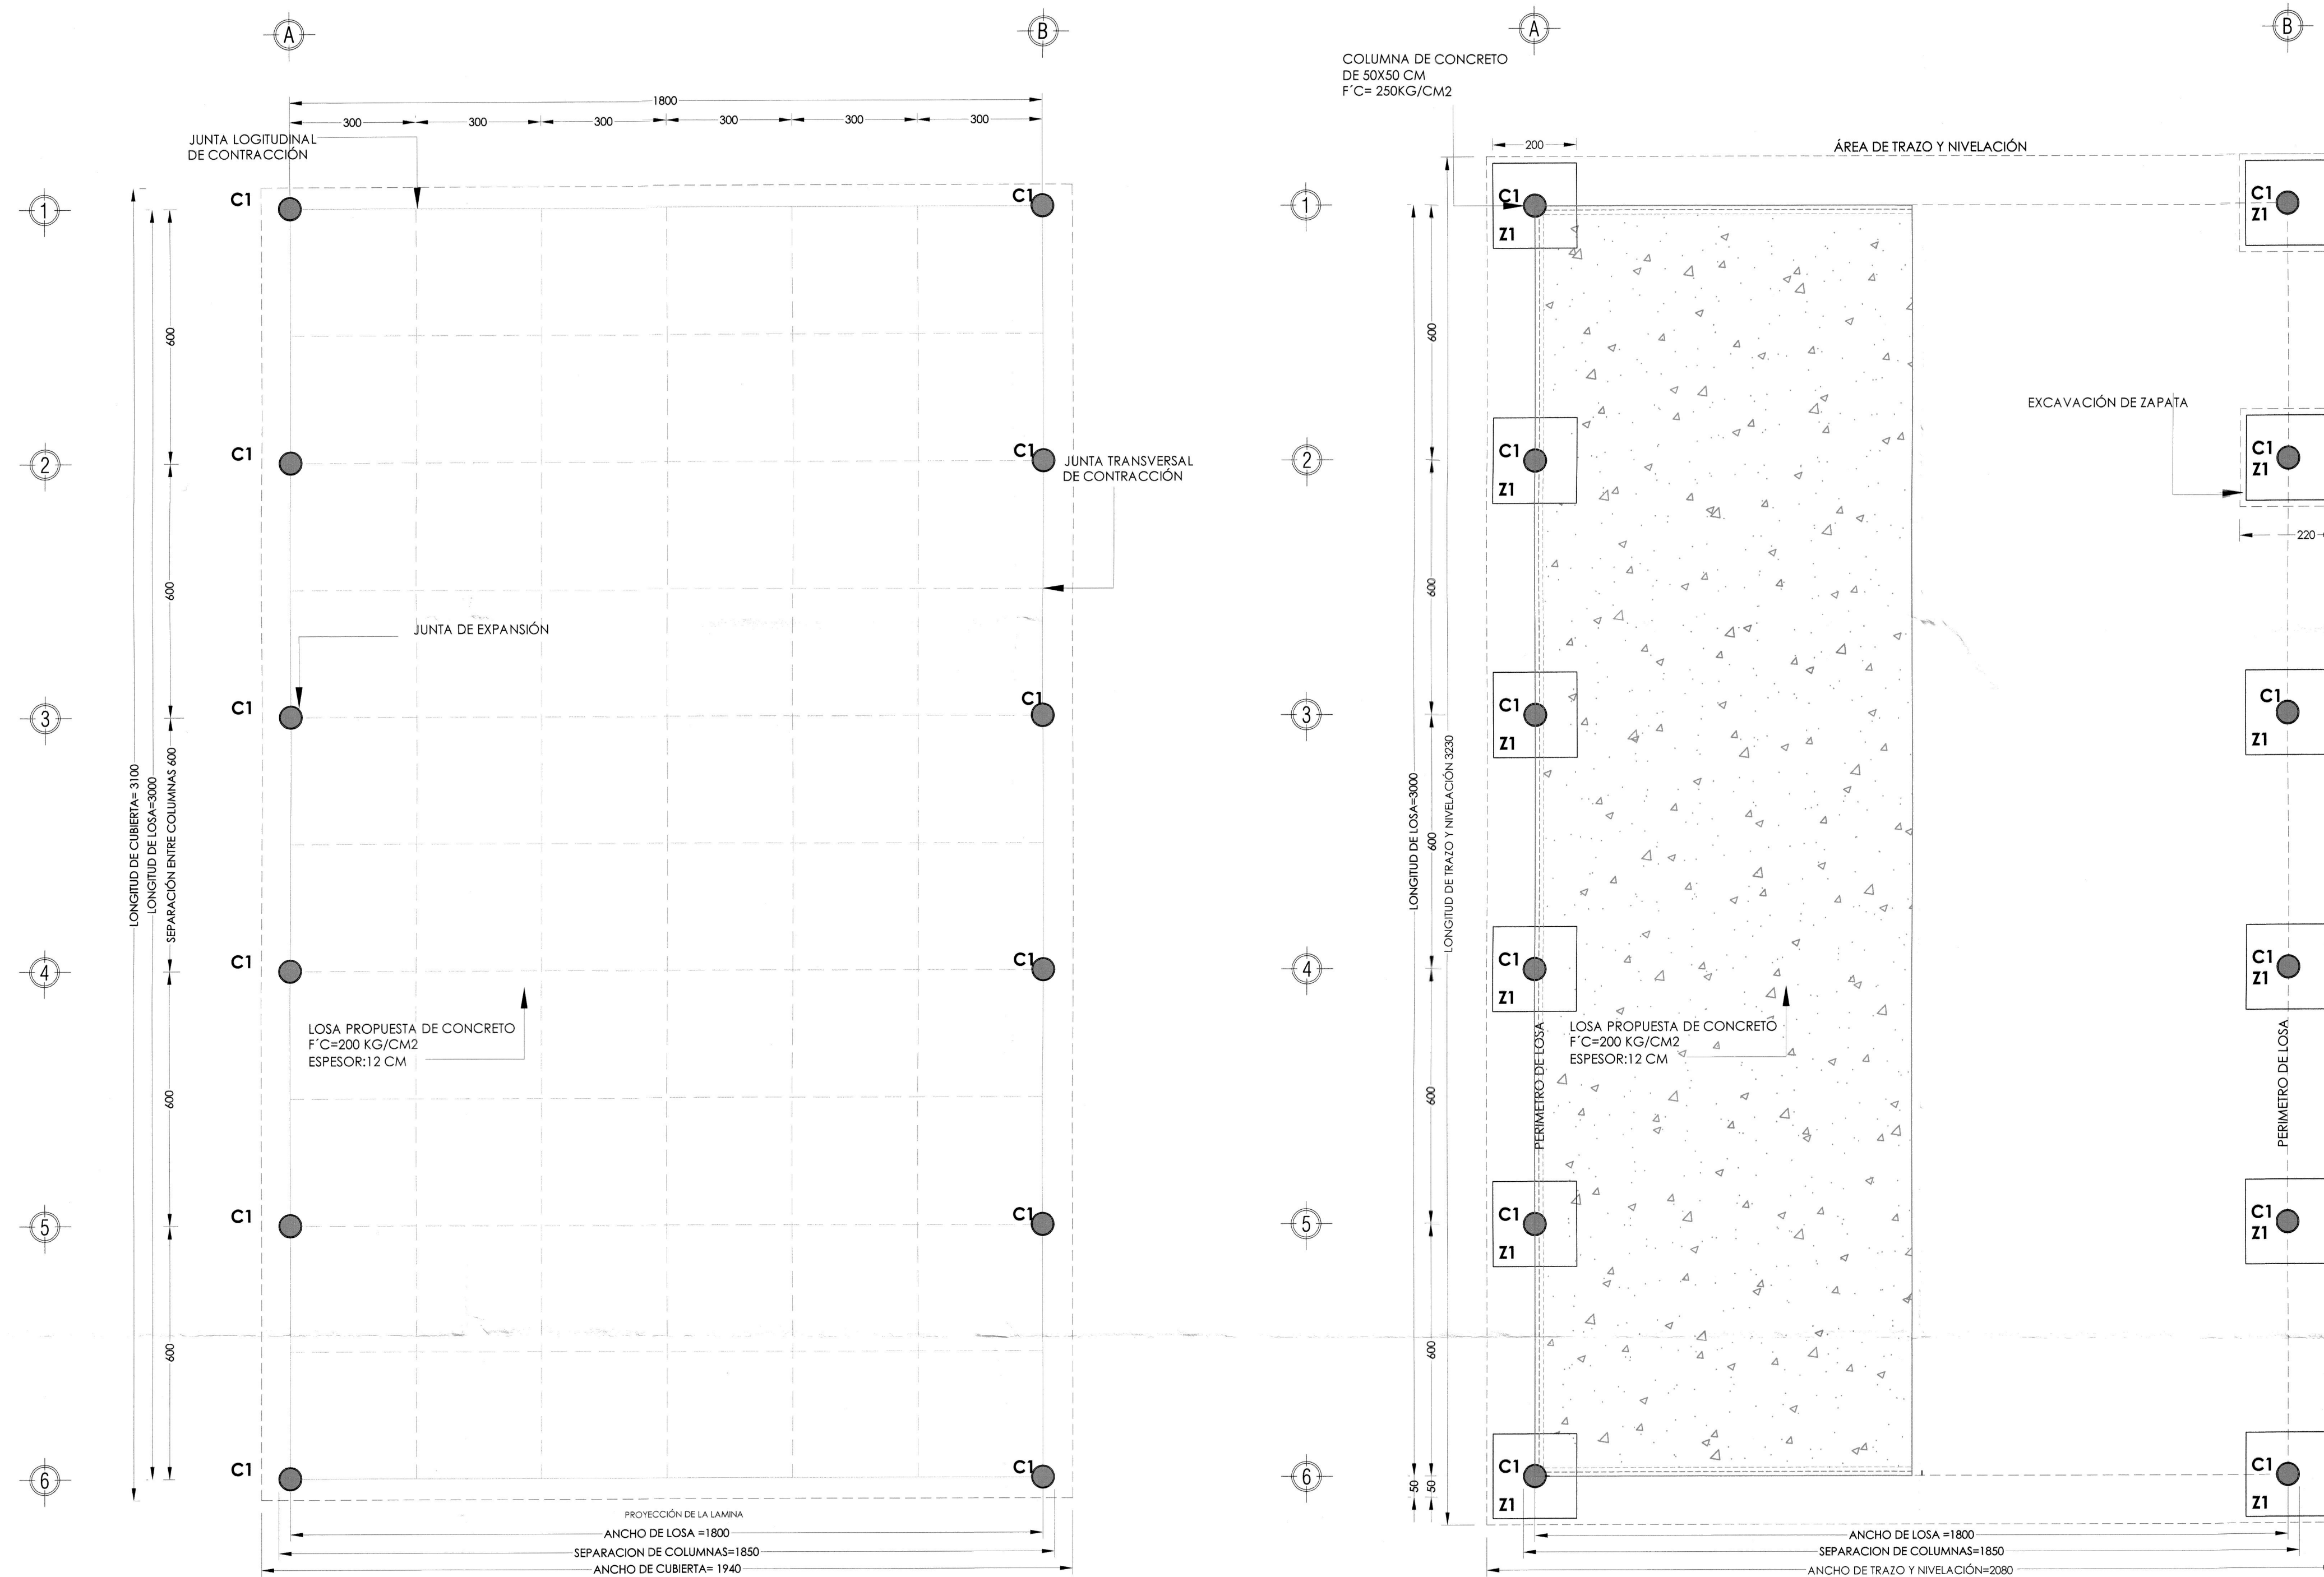 A
B
1800
300
300
300
300
300
300
JUNTA LOGITUDINAL
DE CONTRACCIÓN
1
C1
C1
600
2
C1
C1
JUNTA TRANSVERSAL
DE CONTRACCIÓN
600
JUNTA DE EXPANSIÓN
3
C1
C1
LONGITUD DE CUBIERTA= 3100
LONGITUD DE LOSA=3000
SEPARACIÓN ENTRE COLUMNAS 600
4
C1
C1
LOSA PROPUESTA DE CONCRETO
F´C=200 KG/CM2
ESPESOR:12 CM
600
5
C1
C1
600
6
C1
C1
PROYECCIÓN DE LA LAMINA
ANCHO DE LOSA =1800
SEPARACION DE COLUMNAS=1850
ANCHO DE CUBIERTA= 1940
A
B
COLUMNA DE CONCRETO
DE 50X50 CM
F´C= 250KG/CM2
200
ÁREA DE TRAZO Y NIVELACIÓN
1
C1
Z1
C1
Z1
600
EXCAVACIÓN DE ZAPATA
2
C1
Z1
C1
Z1
220
600
3
C1
Z1
C1
Z1
LONGITUD DE LOSA=3000
600
LONGITUD DE TRAZO Y NIVELACIÓN 3230
4
C1
Z1
C1
Z1
LOSA PROPUESTA DE CONCRETO
F´C=200 KG/CM2
ESPESOR:12 CM
PERIMETRO DE LOSA
PERIMETRO DE LOSA
600
5
C1
Z1
C1
Z1
600
6
C1
Z1
C1
Z1
50
50
ANCHO DE LOSA =1800
SEPARACION DE COLUMNAS=1850
ANCHO DE TRAZO Y NIVELACIÓN=2080